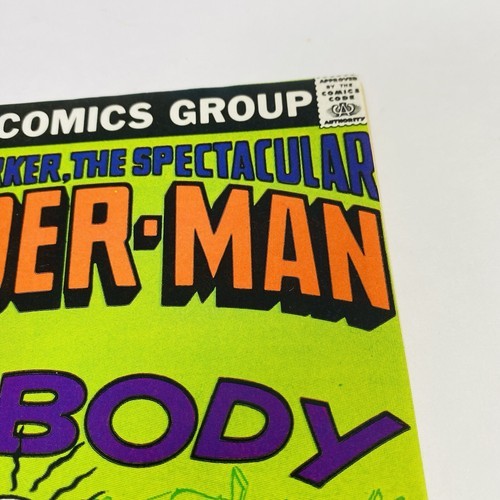 COMICS GROUP
APPROVED
BY THE
COMICS
CODE
AUTHORITY
KER, THE SPECTACULAR
DER-MAN
BODY